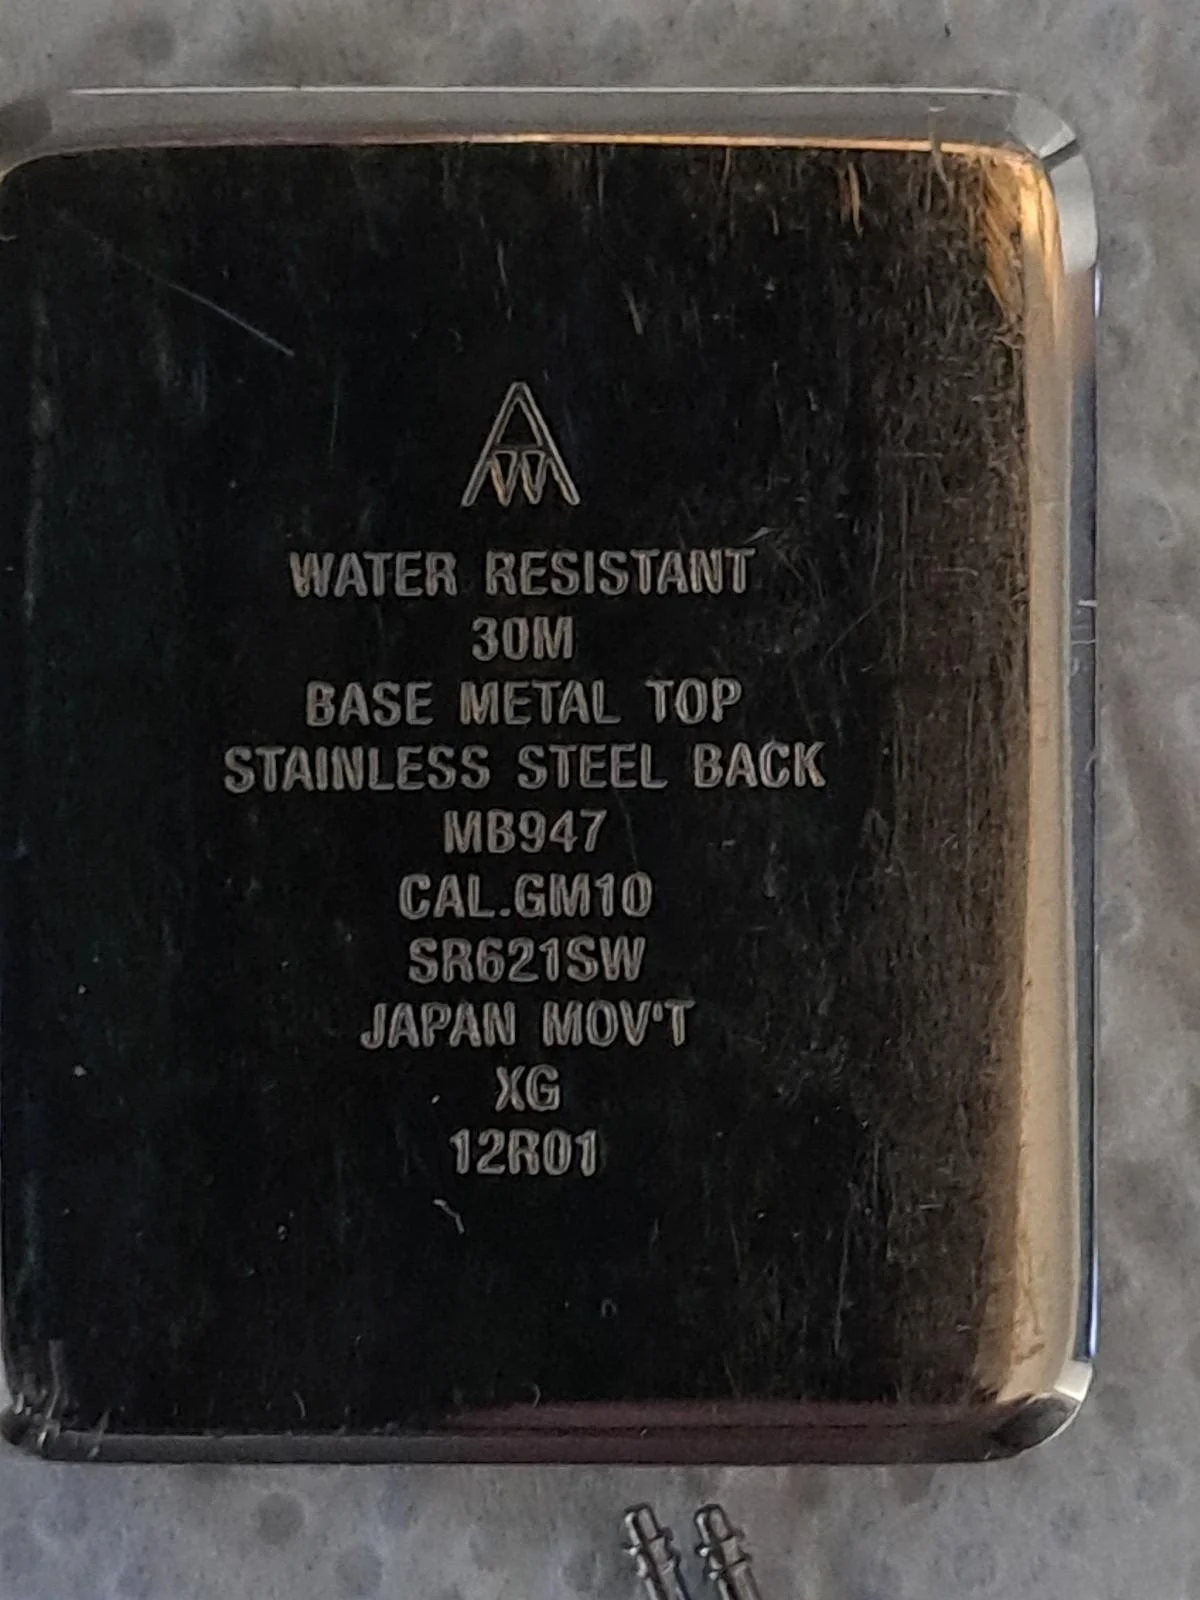 WATER RESISTANT
30M
BASE METAL TOP
STAINLESS STEEL BACK
MB947
CAL.GM10
SR621SW
JAPAN MOV'T
XG
12R01